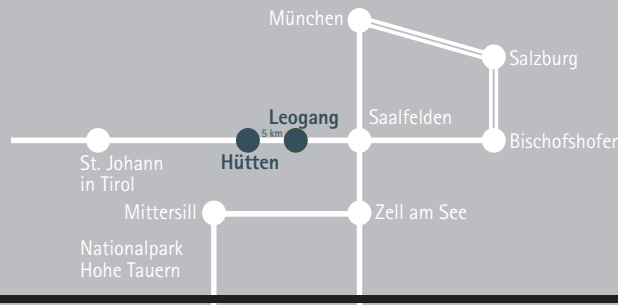 München
Salzburg
Leogang
Saalfelden
5 km
Bischofshofen
St. Johann
in Tirol
Hütten
Mittersill
Zell am See
Nationalpark
Hohe Tauern